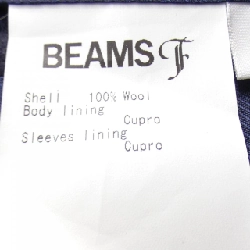 BEAMS F
Shell 100% Wool
Body lining
Cupro
Sleeves lining
Cupro